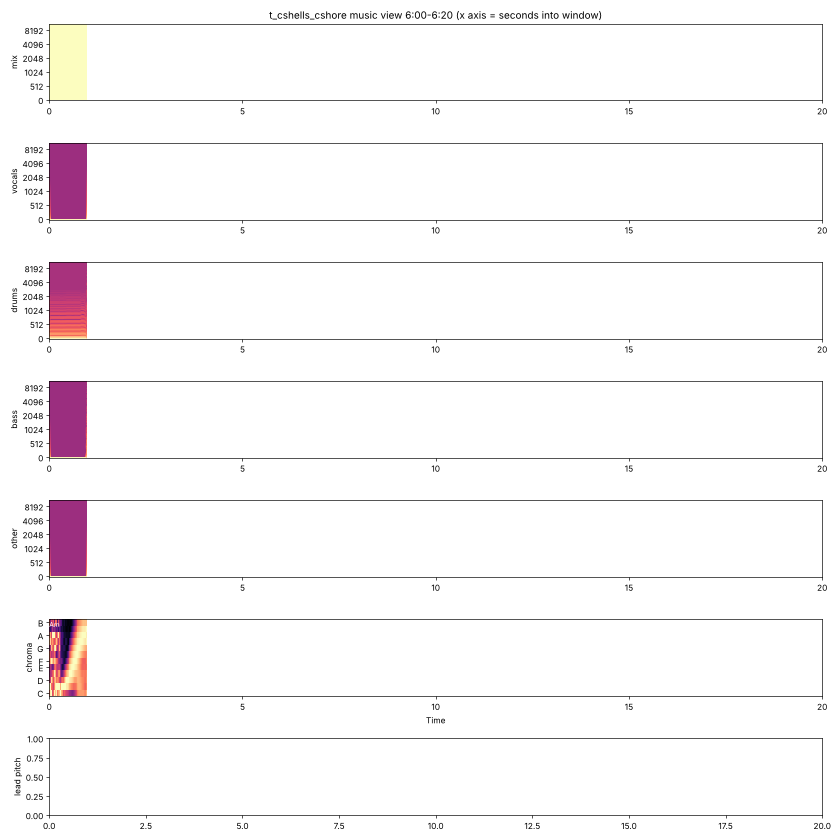 t_cshells_cshore music view 6:00-6:20 (x axis = seconds into window)
mix
8192
4096
2048
1024
512
0
0 5 10 15 20
vocals
8192
4096
2048
1024
512
0
0 5 10 15 20
drums
8192
4096
2048
1024
512
0
0 5 10 15 20
bass
8192
4096
2048
1024
512
0
0 5 10 15 20
other
8192
4096
2048
1024
512
0
0 5 10 15 20
chroma
B
A
G
F
E
D
C
0 5 10 15 20
Time
lead pitch
1.00
0.75
0.50
0.25
0.00
0.0 2.5 5.0 7.5 10.0 12.5 15.0 17.5 20.0